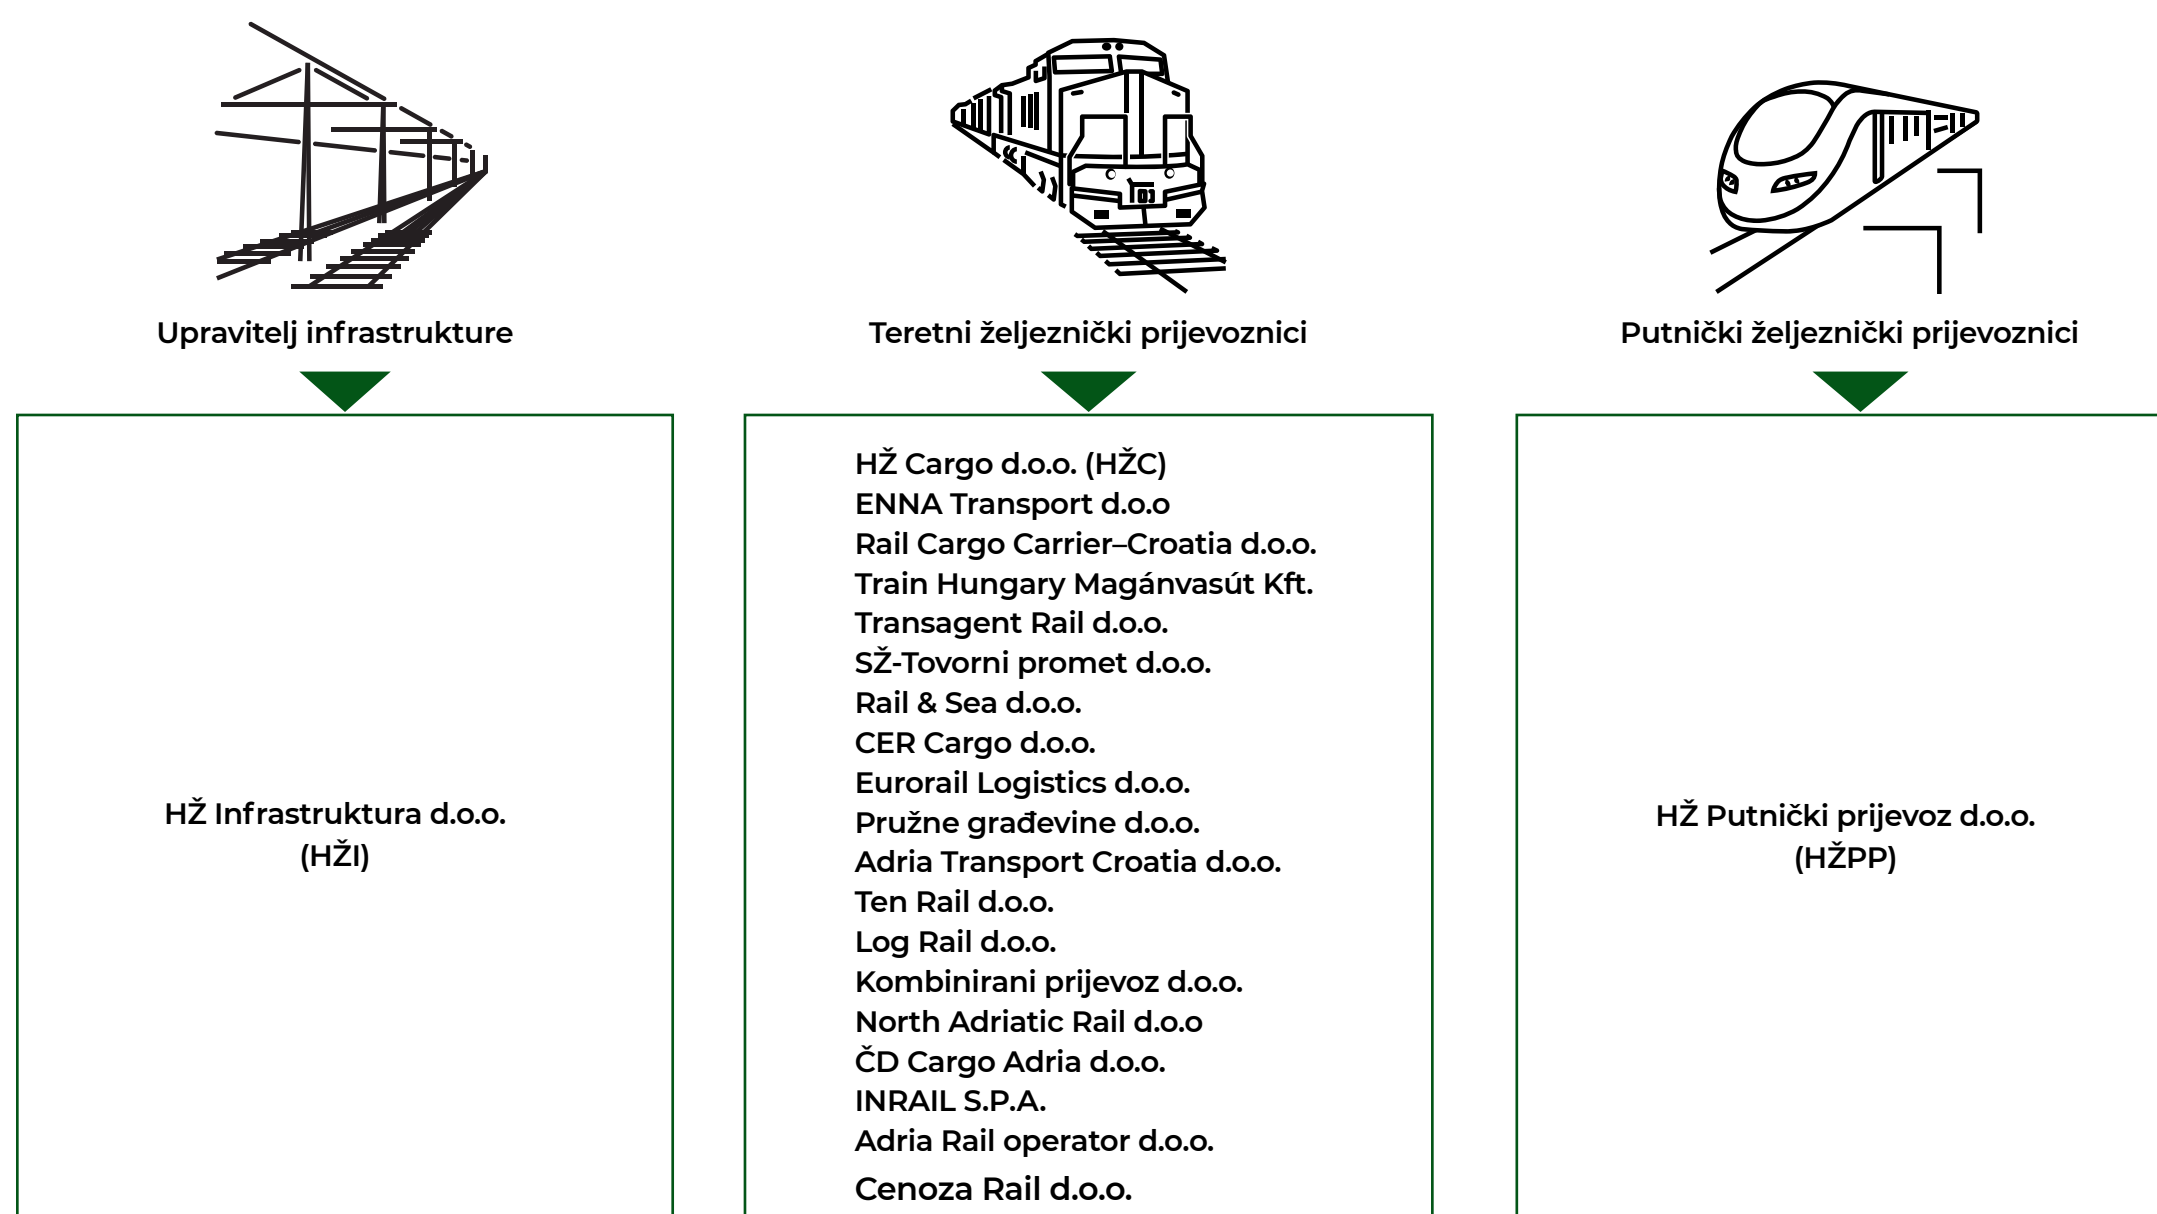 Upravitelj infrastrukture
HŽ Infrastruktura d.o.o.
(HŽI)
Teretni željeznički prijevoznici
HŽ Cargo d.o.o. (HŽC)
ENNA Transport d.o.o
Rail Cargo Carrier–Croatia d.o.o.
Train Hungary Magánvasút Kft.
Transagent Rail d.o.o.
SŽ-Tovorni promet d.o.o.
Rail & Sea d.o.o.
CER Cargo d.o.o.
Eurorail Logistics d.o.o.
Pružne građevine d.o.o.
Adria Transport Croatia d.o.o.
Ten Rail d.o.o.
Log Rail d.o.o.
Kombinirani prijevoz d.o.o.
North Adriatic Rail d.o.o
ČD Cargo Adria d.o.o.
INRAIL S.P.A.
Adria Rail operator d.o.o.
Cenoza Rail d.o.o.
Putnički željeznički prijevoznici
HŽ Putnički prijevoz d.o.o.
(HŽPP)